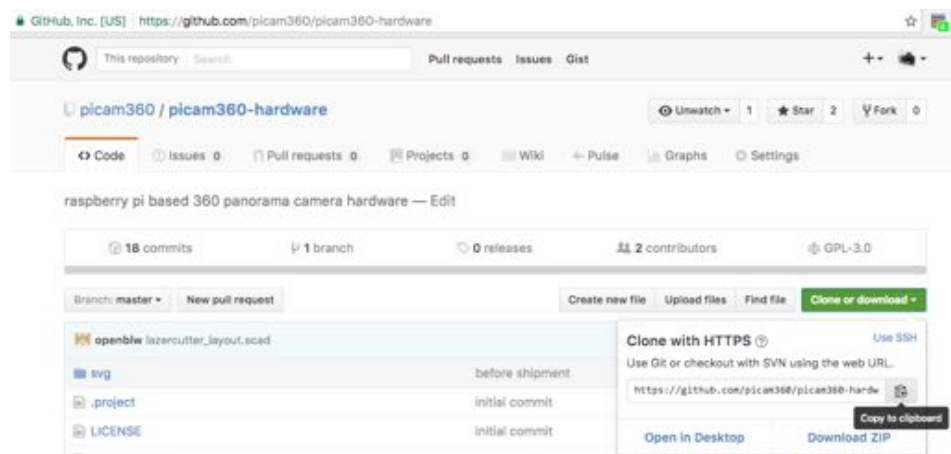 GitHub, Inc. [US] https://github.com/picam360/picam360-hardware
This repository Search Pull requests Issues Gist
picam360 / picam360-hardware Unwatch 1 Star 2 Fork 0
Code Issues 0 Pull requests 0 Projects 0 Wiki Pulse Graphs Settings
raspberry pi based 360 panorama camera hardware — Edit
18 commits 1 branch 0 releases 2 contributors GPL-3.0
Branch: master New pull request Create new file Upload files Find file Clone or download
openblw lazercutter_layout.scad
svg before shipment
.project initial commit
LICENSE initial commit
Clone with HTTPS Use SSH
Use Git or checkout with SVN using the web URL.
https://github.com/picam360/picam360-hardw
Copy to clipboard
Open in Desktop Download ZIP